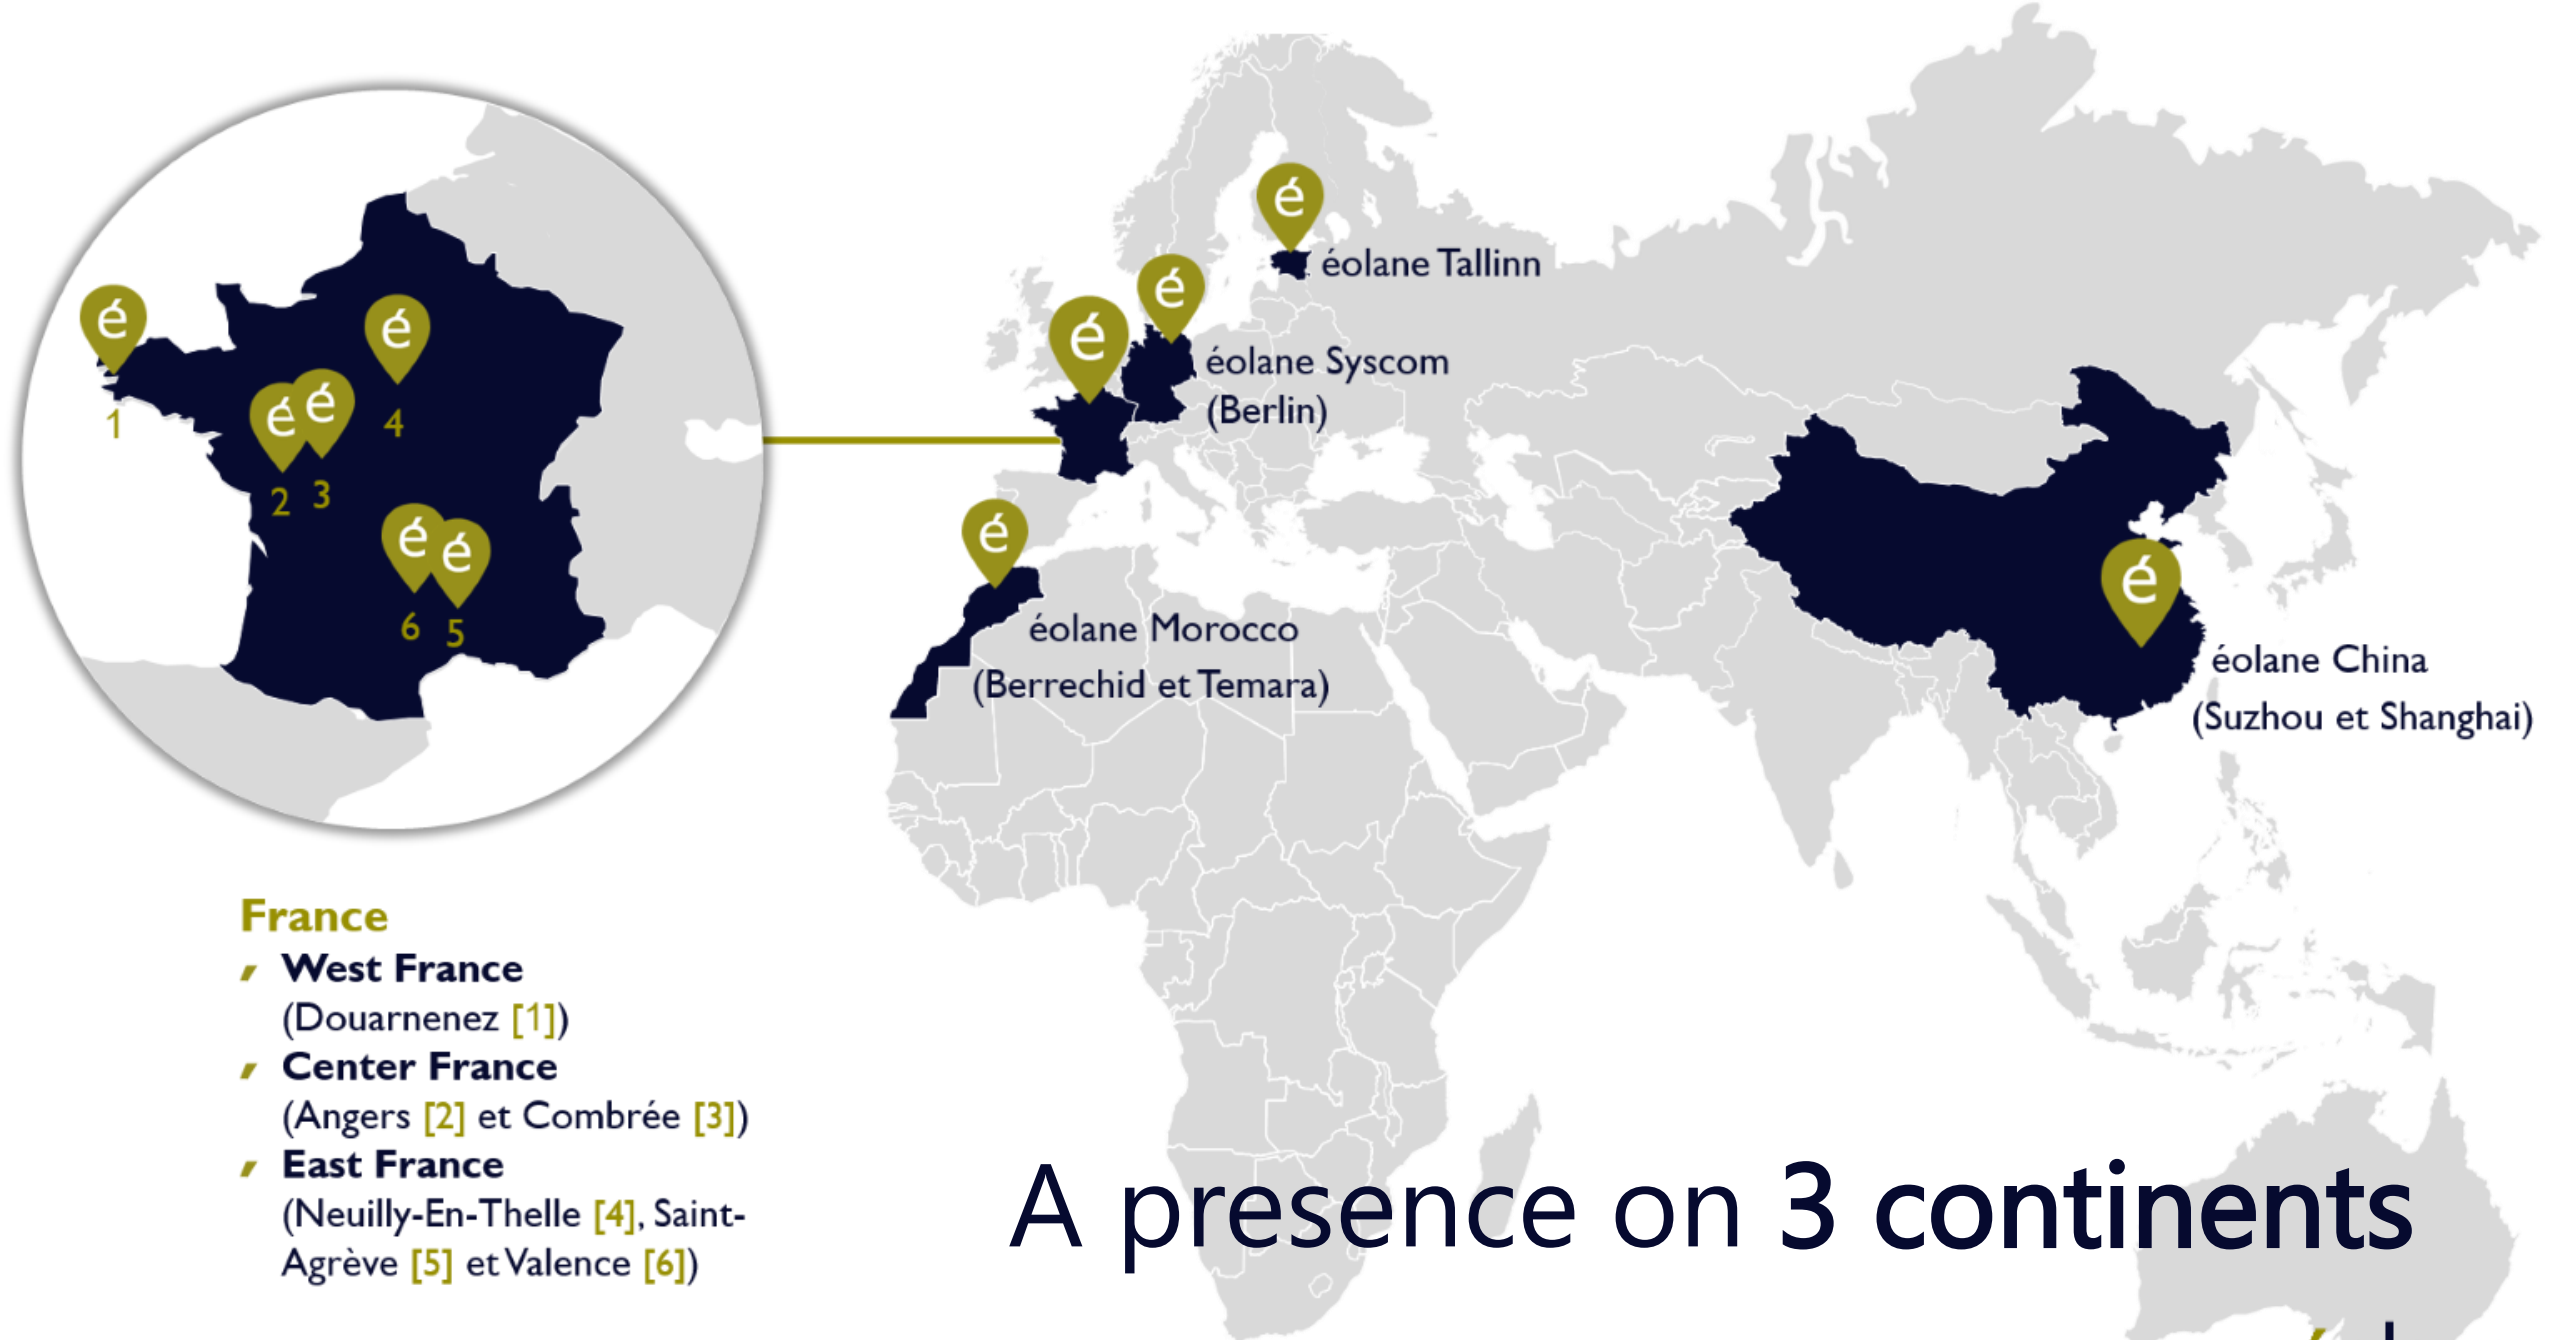 é
é
é
é
é
é
1
2
3
4
6
5
é
éolane Tallinn
é
éolane Syscom
(Berlin)
é
é
éolane Morocco
(Berrechid et Temara)
é
éolane China
(Suzhou et Shanghai)
France
West France
(Douarnenez [1])
Center France
(Angers [2] et Combrée [3])
East France
(Neuilly-En-Thelle [4], Saint-
Agrève [5] et Valence [6])
A presence on 3 continents